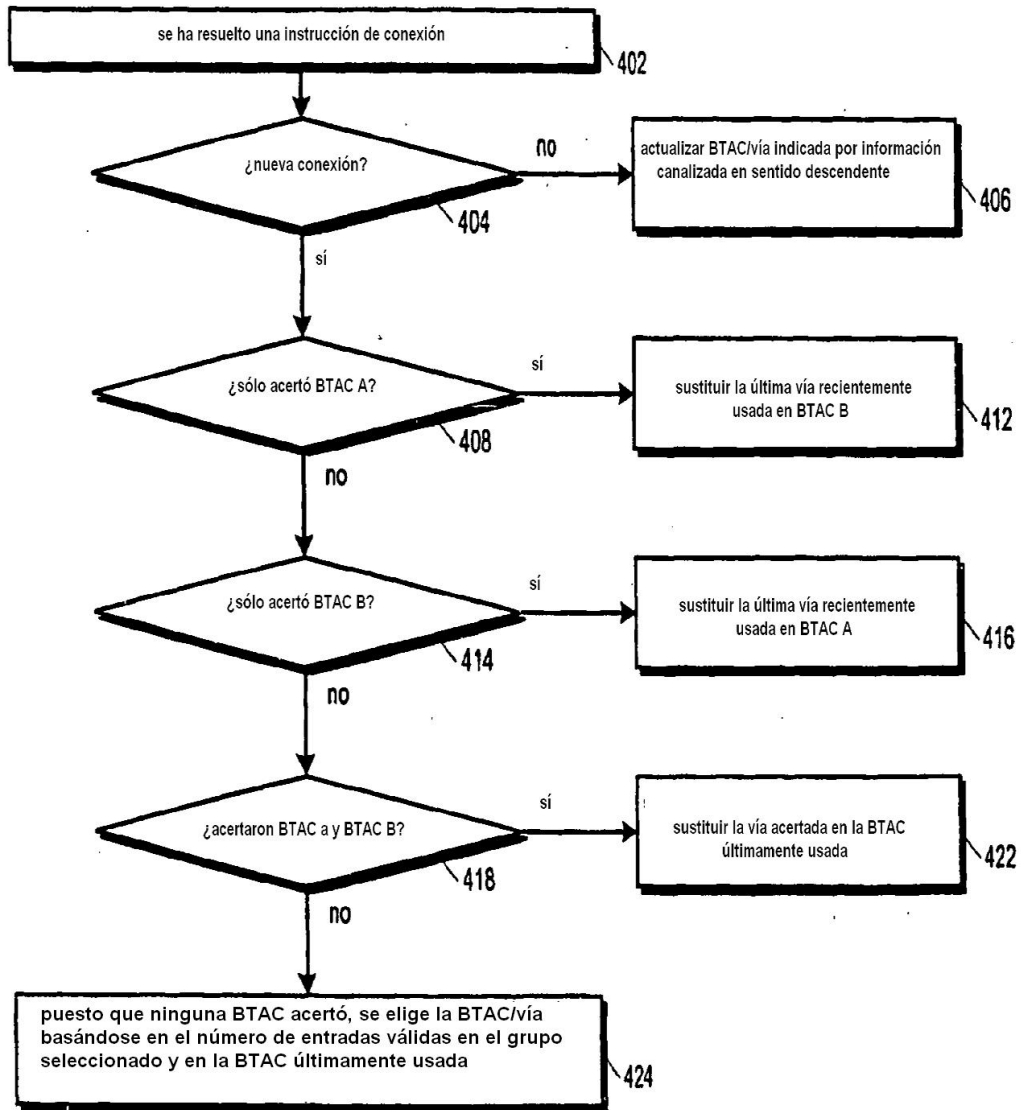 se ha resuelto una instrucción de conexión
402
¿nueva conexión?
404
no
actualizar BTAC/vía indicada por información
canalizada en sentido descendente
406
sí
¿sólo acertó BTAC A?
408
sí
sustituir la última vía recientemente
usada en BTAC B
412
no
¿sólo acertó BTAC B?
414
sí
sustituir la última vía recientemente
usada en BTAC A
416
no
¿acertaron BTAC a y BTAC B?
418
sí
sustituir la vía acertada en la BTAC
últimamente usada
422
no
puesto que ninguna BTAC acertó, se elige la BTAC/vía
basándose en el número de entradas válidas en el grupo
seleccionado y en la BTAC últimamente usada
424